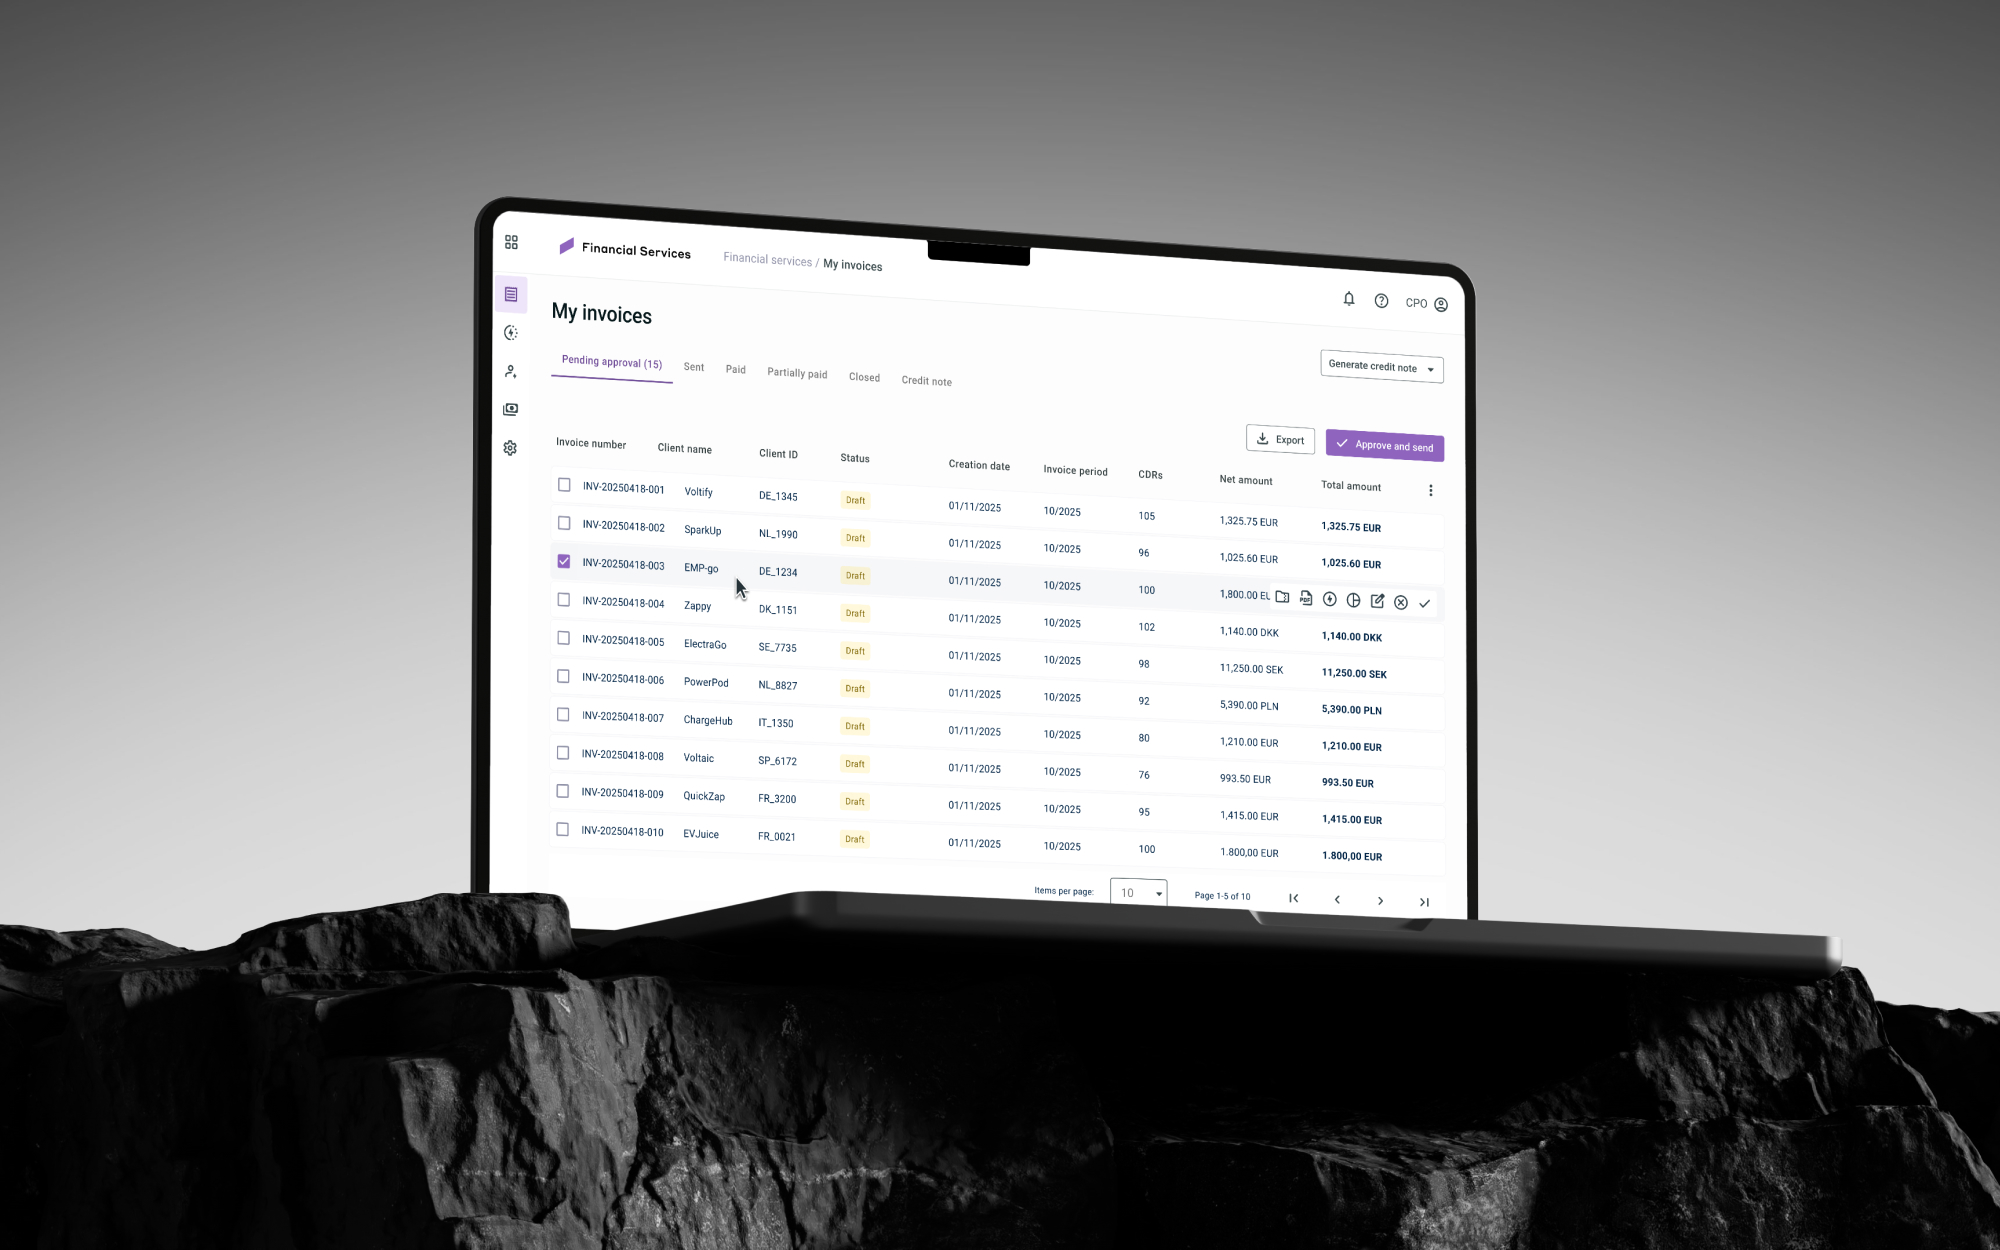 Financial Services
Financial services / My invoices
CPO
My invoices
Pending approval (15) Sent Paid Partially paid Closed Credit note
Generate credit note
Export
Approve and send
Invoice number Client name Client ID Status Creation date Invoice period CDRs Net amount Total amount
INV-20250418-001 Voltify DE_1345 Draft 01/11/2025 10/2025 105 1,325.75 EUR 1,325.75 EUR
INV-20250418-002 SparkUp NL_1990 Draft 01/11/2025 10/2025 96 1,025.60 EUR 1,025.60 EUR
INV-20250418-003 EMP-go DE_1234 Draft 01/11/2025 10/2025 100 1,800.00 EU PDF
INV-20250418-004 Zappy DK_1151 Draft 01/11/2025 10/2025 102 1,140.00 DKK 1,140.00 DKK
INV-20250418-005 ElectraGo SE_7735 Draft 01/11/2025 10/2025 98 11,250.00 SEK 11,250.00 SEK
INV-20250418-006 PowerPod NL_8827 Draft 01/11/2025 10/2025 92 5,390.00 PLN 5,390.00 PLN
INV-20250418-007 ChargeHub IT_1350 Draft 01/11/2025 10/2025 80 1,210.00 EUR 1,210.00 EUR
INV-20250418-008 Voltaic SP_6172 Draft 01/11/2025 10/2025 76 993.50 EUR 993.50 EUR
INV-20250418-009 QuickZap FR_3200 Draft 01/11/2025 10/2025 95 1,415.00 EUR 1,415.00 EUR
INV-20250418-010 EVJuice FR_0021 Draft 01/11/2025 10/2025 100 1.800,00 EUR 1.800,00 EUR
Items per page: 10 Page 1-5 of 10